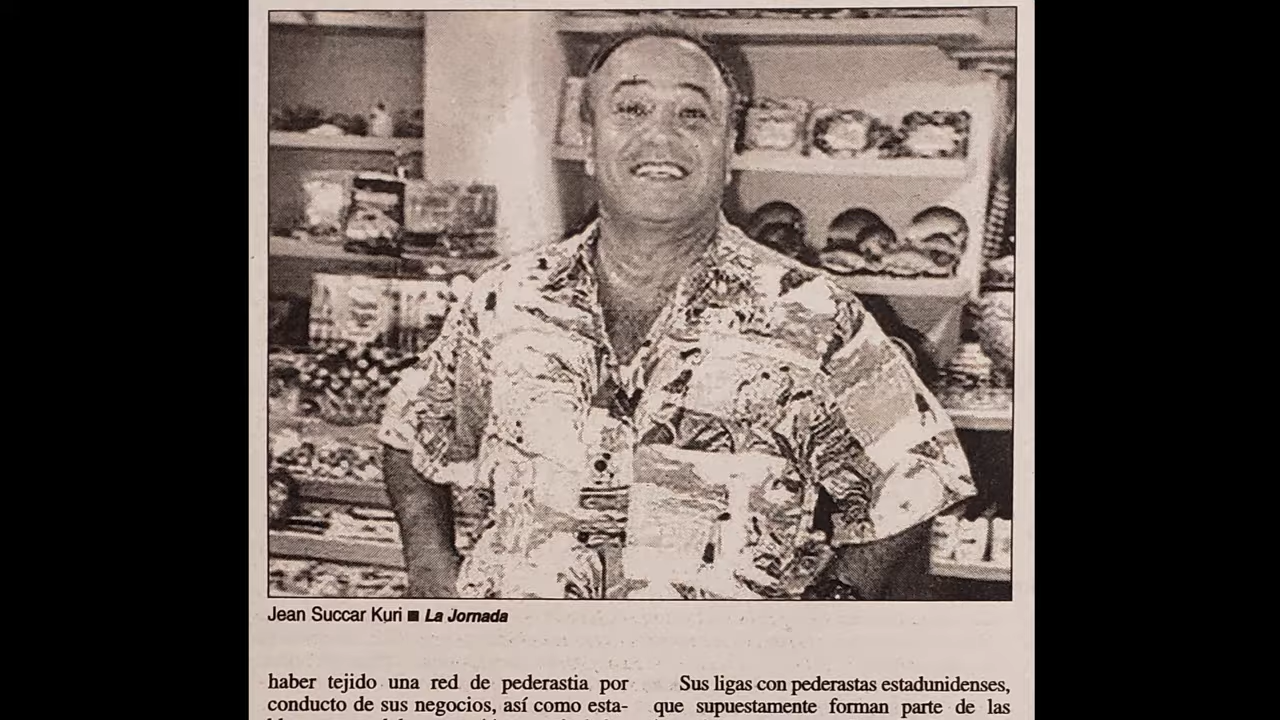 Jean Succar Kuri ■ La Jornada
haber tejido una red de pederastia por
conducto de sus negocios, así como esta-
Sus ligas con pederastas estadunidenses,
que supuestamente forman parte de las